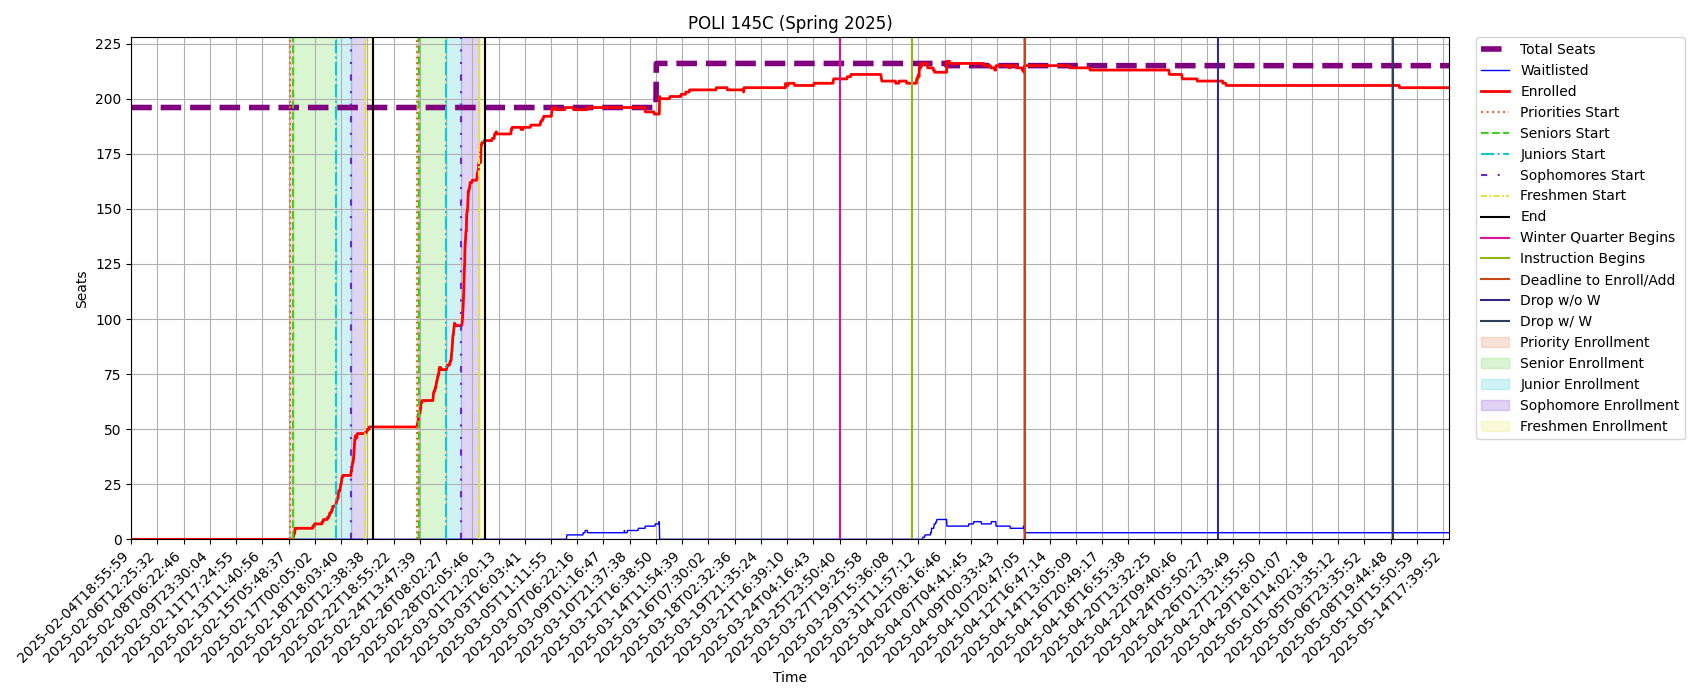 POLI 145C (Spring 2025)
Seats
225
200
175
150
125
100
75
50
25
0
2025-02-04T18:55:59
2025-02-06T12:25:32
2025-02-08T06:22:46
2025-02-09T23:30:04
2025-02-11T17:24:55
2025-02-13T11:40:56
2025-02-15T05:48:37
2025-02-17T00:05:02
2025-02-18T18:03:40
2025-02-20T12:38:38
2025-02-22T18:55:22
2025-02-24T13:47:39
2025-02-26T08:02:27
2025-02-28T02:05:46
2025-03-01T21:20:13
2025-03-03T16:03:41
2025-03-05T11:11:55
2025-03-07T06:22:16
2025-03-09T01:16:47
2025-03-10T21:37:38
2025-03-12T16:38:50
2025-03-14T11:54:39
2025-03-16T07:30:02
2025-03-18T02:32:36
2025-03-19T21:35:24
2025-03-21T16:39:10
2025-03-24T04:16:43
2025-03-25T23:50:40
2025-03-27T19:25:58
2025-03-29T15:36:08
2025-03-31T11:57:12
2025-04-02T08:16:46
2025-04-07T04:41:45
2025-04-09T00:33:43
2025-04-10T20:47:05
2025-04-12T16:47:14
2025-04-14T13:05:09
2025-04-16T20:49:17
2025-04-18T16:55:38
2025-04-20T13:32:25
2025-04-22T09:40:46
2025-04-24T05:50:27
2025-04-26T01:33:49
2025-04-27T21:55:50
2025-04-29T18:01:07
2025-05-01T14:02:18
2025-05-05T03:35:12
2025-05-06T23:35:52
2025-05-08T19:44:48
2025-05-10T15:50:59
2025-05-14T17:39:52
Time
Total Seats
Waitlisted
Enrolled
Priorities Start
Seniors Start
Juniors Start
Sophomores Start
Freshmen Start
End
Winter Quarter Begins
Instruction Begins
Deadline to Enroll/Add
Drop w/o W
Drop w/ W
Priority Enrollment
Senior Enrollment
Junior Enrollment
Sophomore Enrollment
Freshmen Enrollment